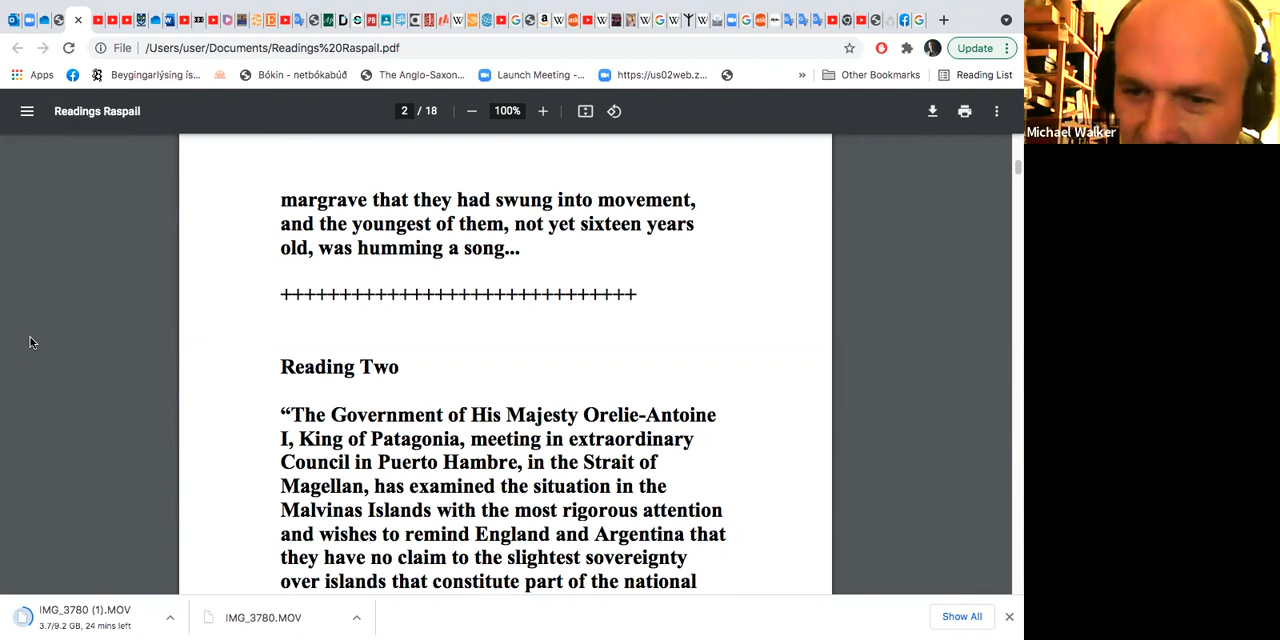 File /Users/user/Documents/Readings%20Raspail.pdf
Update
Apps
Beygingarlýsing ís...
Bókin - netbókabúð
The Anglo-Saxon...
Launch Meeting -...
https://us02web.z...
»
Other Bookmarks
Reading List
Readings Raspail
2 / 18
100%
Michael Walker
margrave that they had swung into movement,
and the youngest of them, not yet sixteen years
old, was humming a song...
+++++++++++++++++++++++++++++
Reading Two
“The Government of His Majesty Orelie-Antoine
I, King of Patagonia, meeting in extraordinary
Council in Puerto Hambre, in the Strait of
Magellan, has examined the situation in the
Malvinas Islands with the most rigorous attention
and wishes to remind England and Argentina that
they have no claim to the slightest sovereignty
over islands that constitute part of the national
IMG_3780 (1).MOV
3.7/9.2 GB, 24 mins left
IMG_3780.MOV
Show All